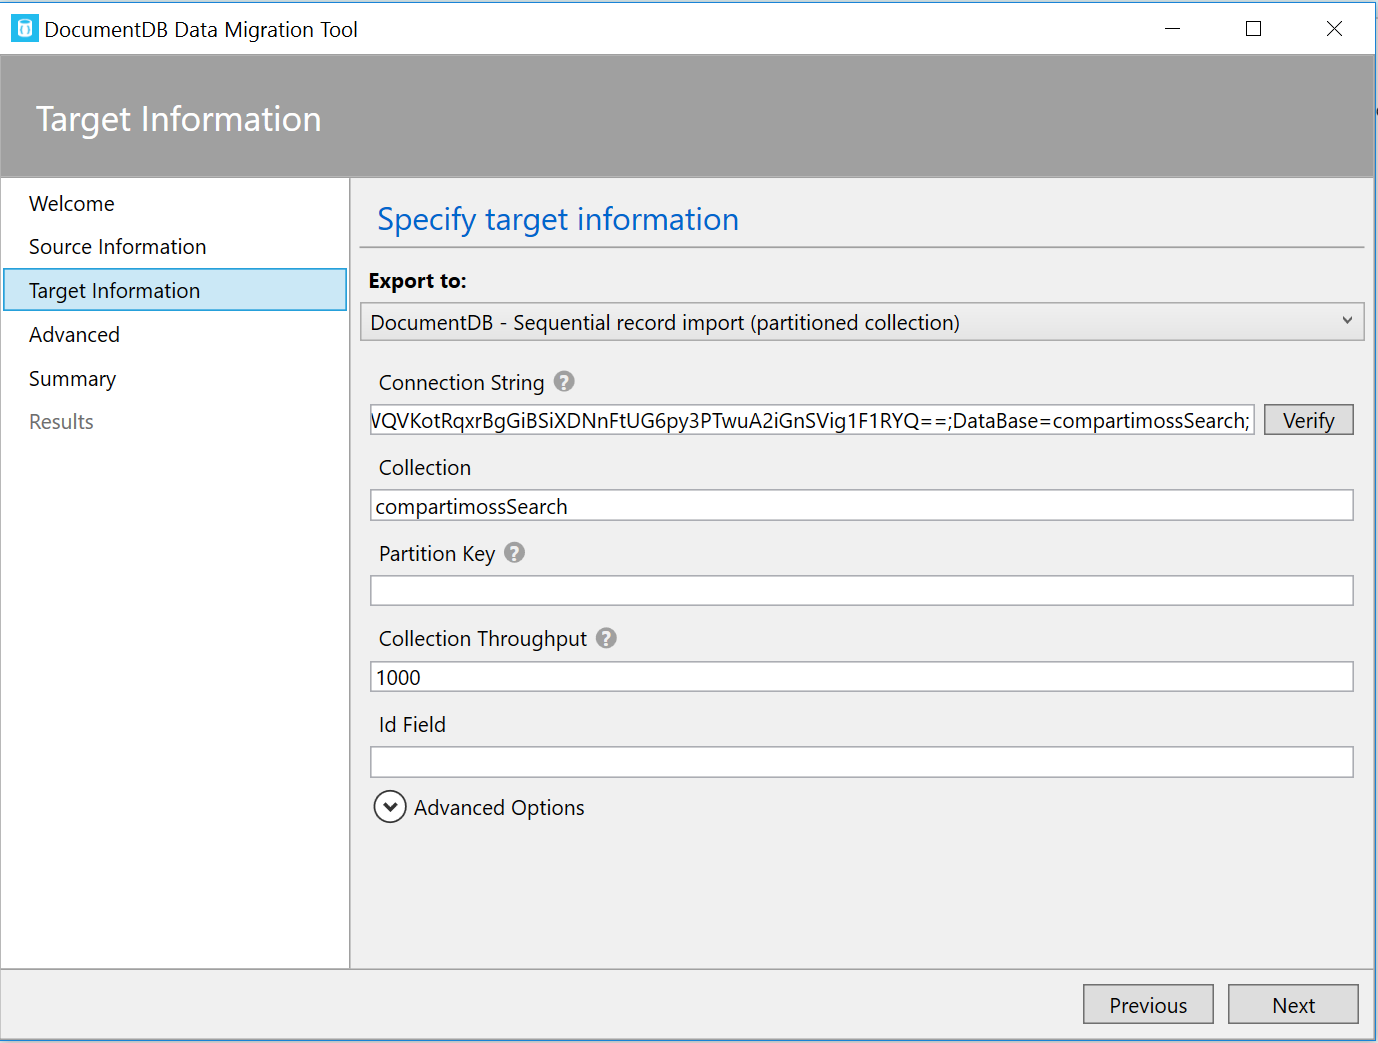 DocumentDB Data Migration Tool
Target Information
Welcome
Source Information
Target Information
Advanced
Summary
Results
Specify target information
Export to:
DocumentDB - Sequential record import (partitioned collection)
Connection String ?
WQVKotRqxrBgGiBSiXDNnFtUG6py3PTwuA2iGnSVig1F1RYQ==;DataBase=compartimossSearch;
Verify
Collection
compartimossSearch
Partition Key ?
Collection Throughput ?
1000
Id Field
Advanced Options
Previous
Next